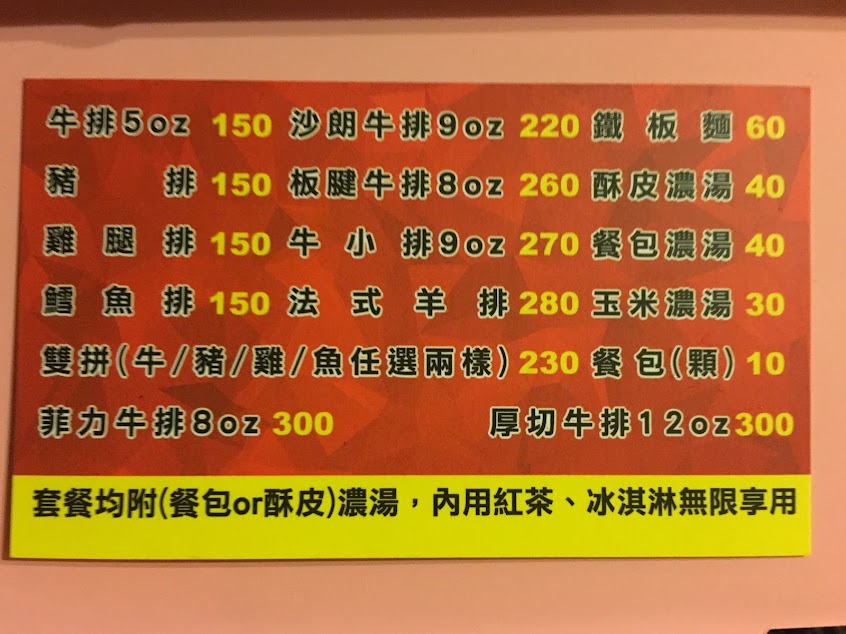 牛排5oz 150 沙朗牛排9oz 220 鐵板麵 60
豬排 150 板腱牛排8oz 260 酥皮濃湯 40
雞腿排 150 牛小排9oz 270 餐包濃湯 40
鱈魚排 150 法式羊排 280 玉米濃湯 30
雙拼(牛/豬/雞/魚任選兩樣) 230 餐包(顆) 10
菲力牛排8oz 300 厚切牛排12oz 300
套餐均附(餐包or酥皮)濃湯，內用紅茶、冰淇淋無限享用